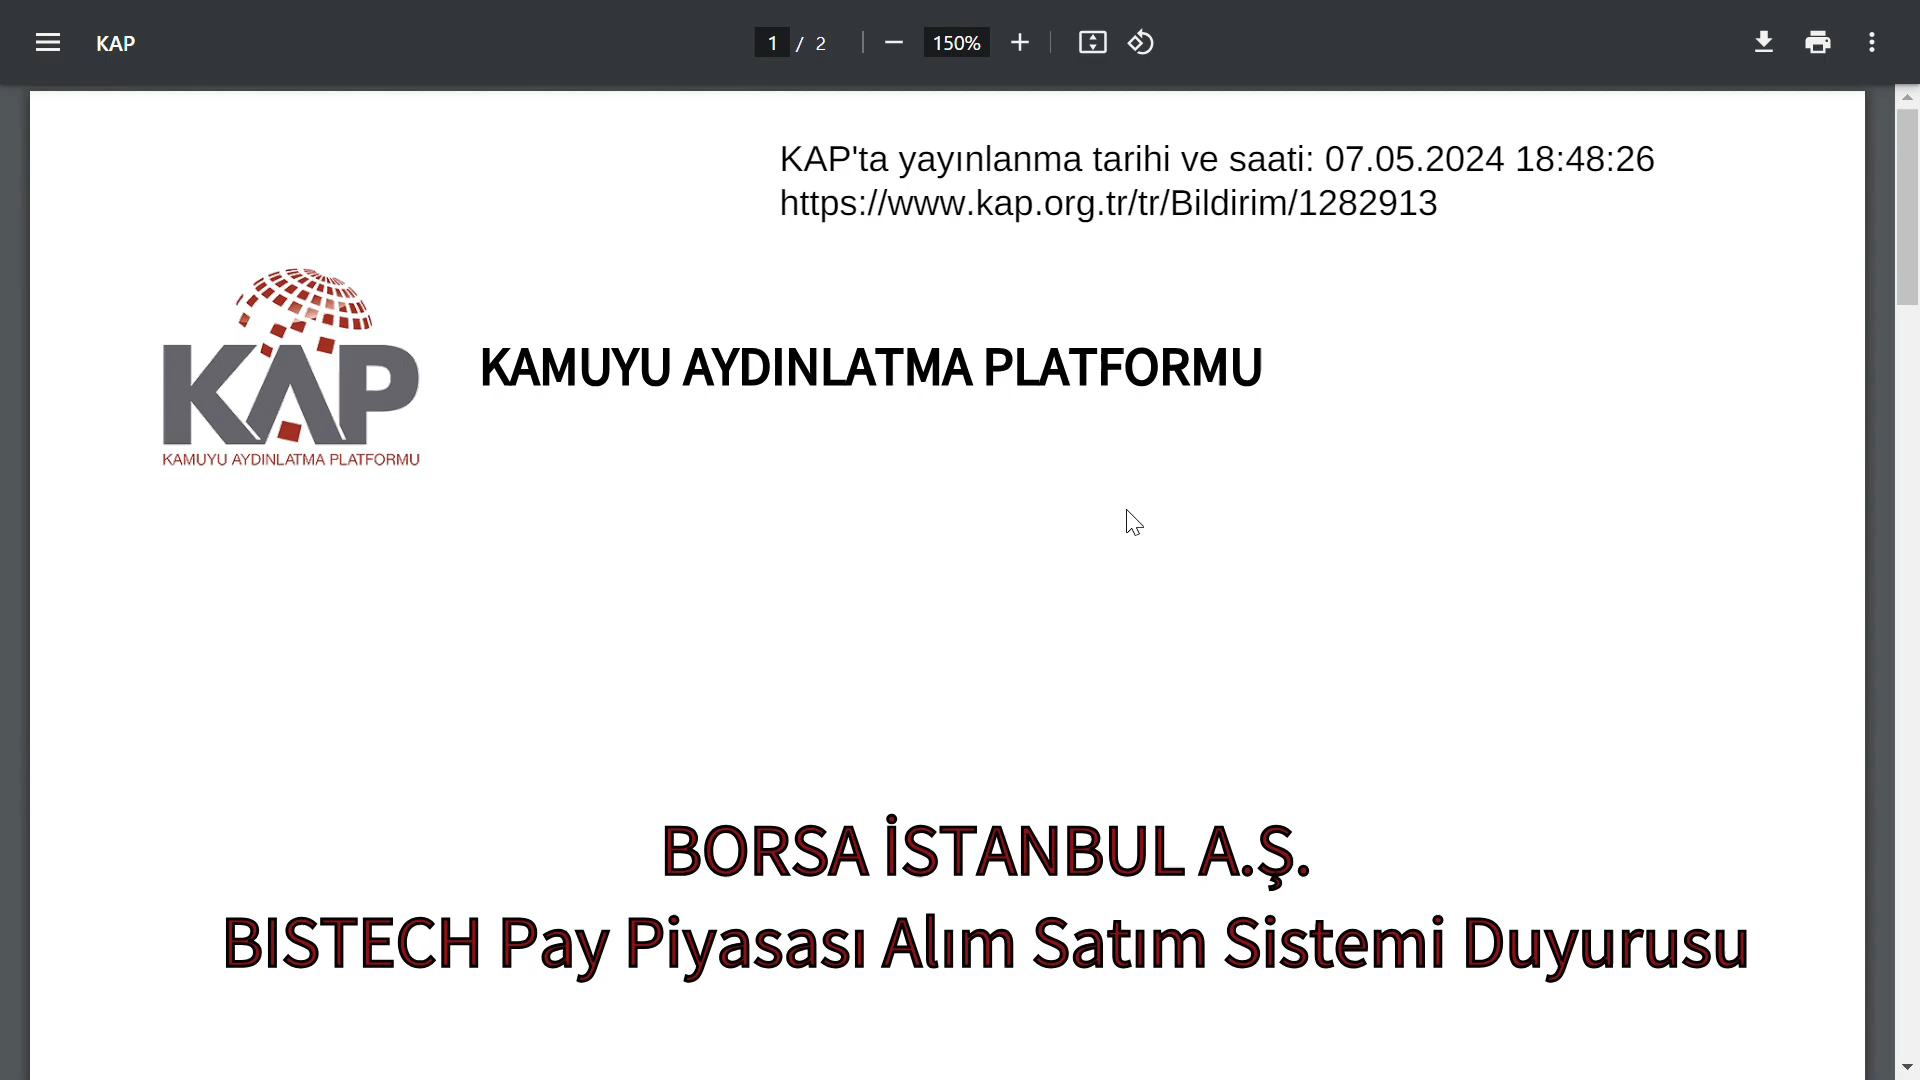 KAP
1 / 2
150%
KAP'ta yayınlanma tarihi ve saati: 07.05.2024 18:48:26
https://www.kap.org.tr/tr/Bildirim/1282913
KAP
KAMUYU AYDINLATMA PLATFORMU
KAMUYU AYDINLATMA PLATFORMU
BORSA İSTANBUL A.Ş.
BISTECH Pay Piyasası Alım Satım Sistemi Duyurusu